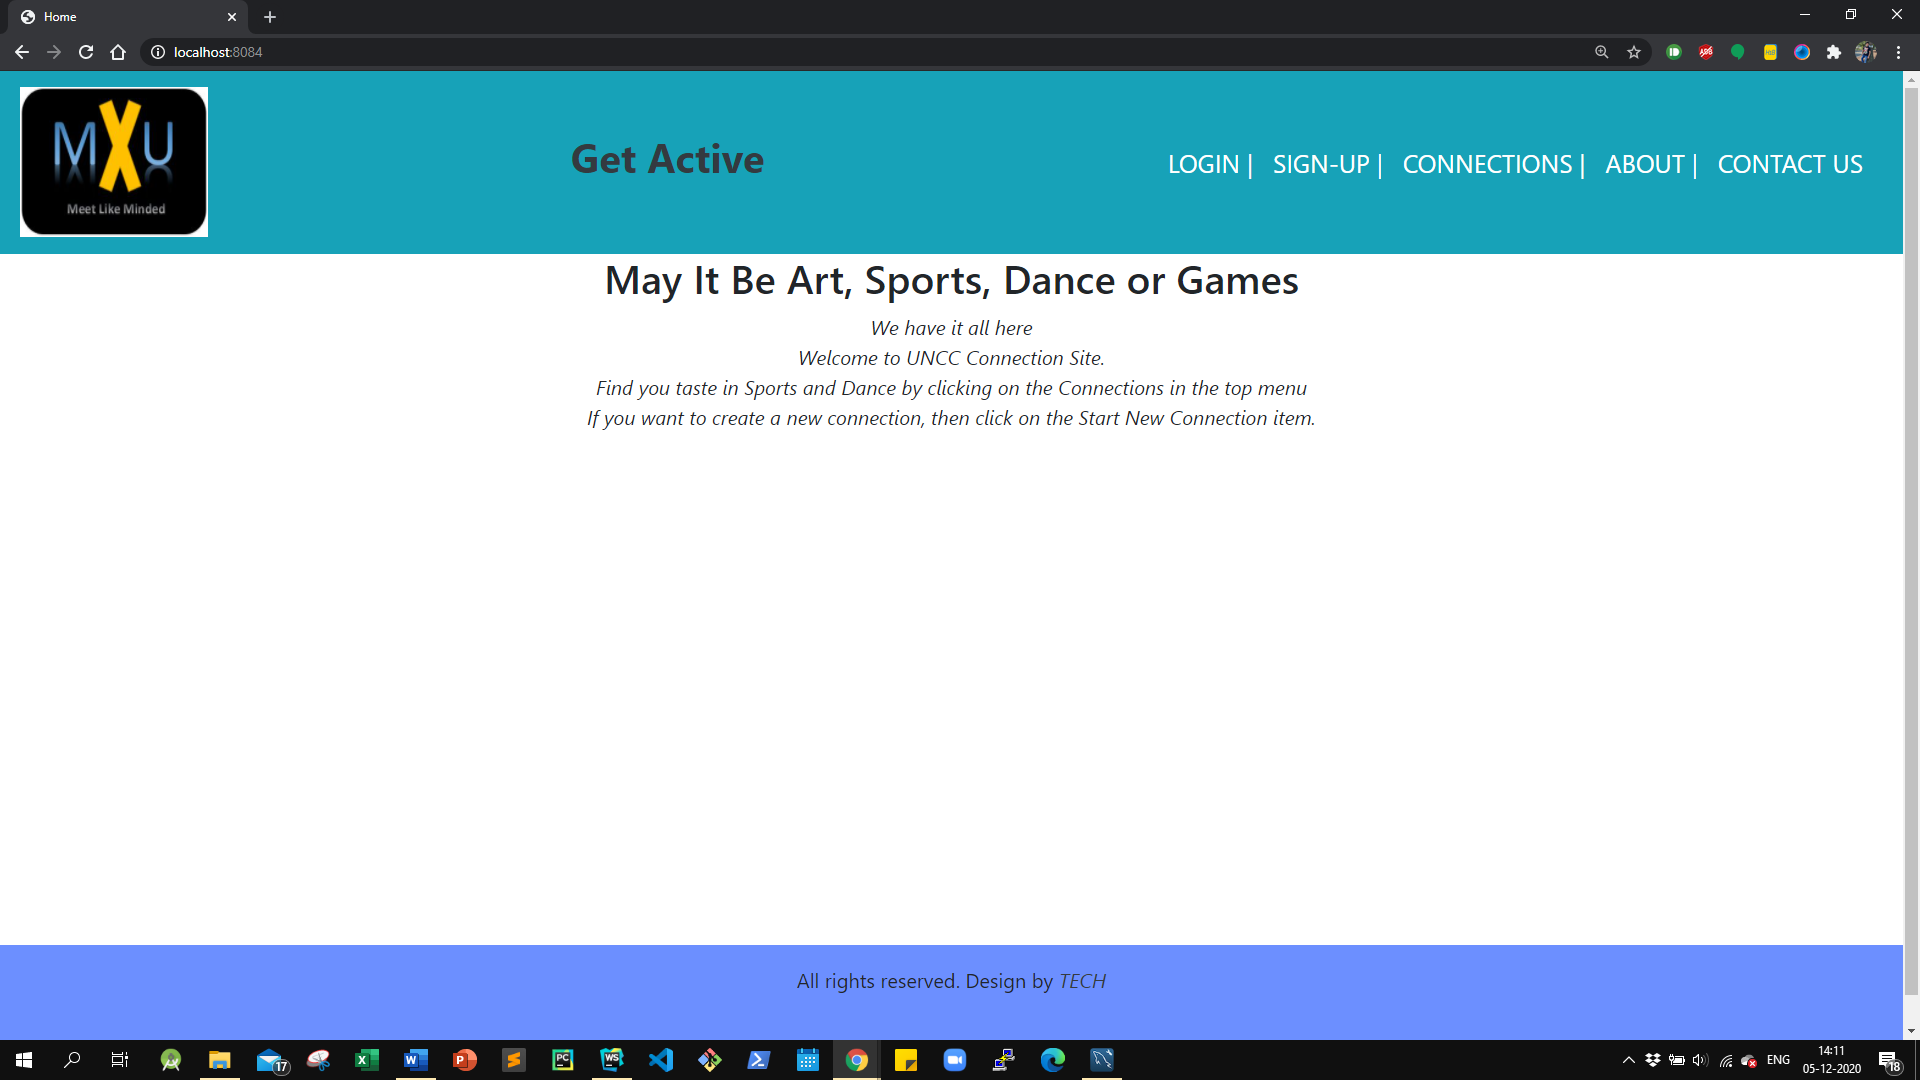 Home
localhost:8084
MXU
Meet Like Minded
Get Active
LOGIN | SIGN-UP | CONNECTIONS | ABOUT | CONTACT US
May It Be Art, Sports, Dance or Games
We have it all here
Welcome to UNCC Connection Site.
Find you taste in Sports and Dance by clicking on the Connections in the top menu
If you want to create a new connection, then click on the Start New Connection item.
All rights reserved. Design by TECH
17
ENG
14:11
05-12-2020
18